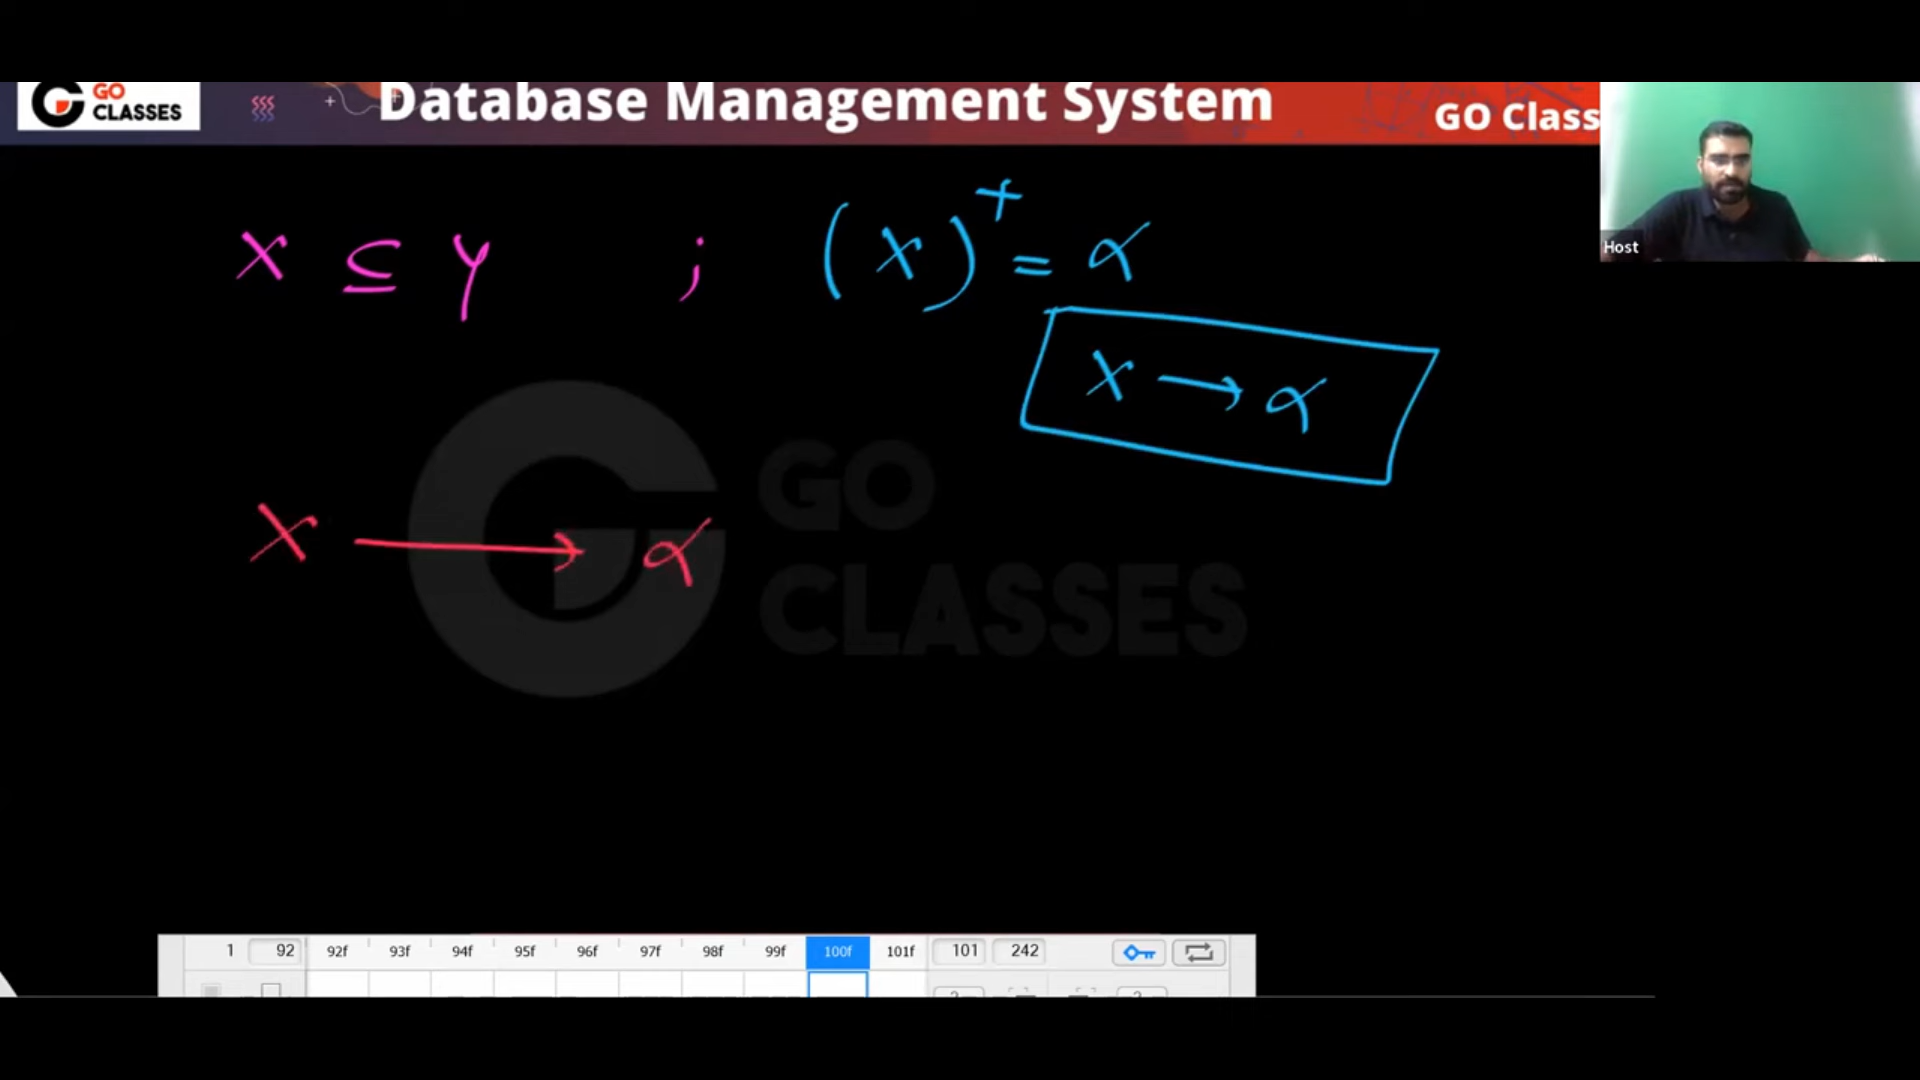 GO
CLASSES
Database Management System
GO Class
Host
X ⊆ Y ; (X)⁺ = α
X → α
X → α
GO
CLASSES
1 92 92f 93f 94f 95f 96f 97f 98f 99f 100f 101f 101 242